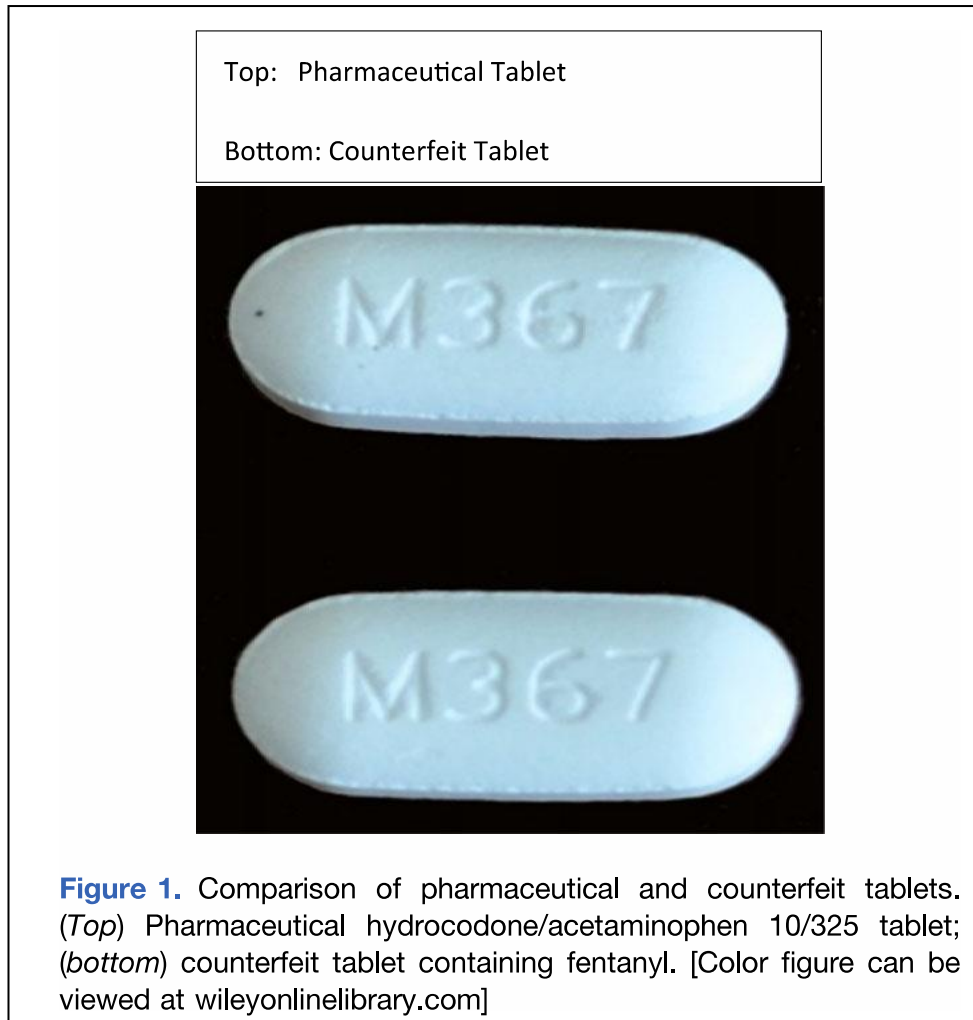 Top: Pharmaceutical Tablet
Bottom: Counterfeit Tablet
M367
M367
Figure 1. Comparison of pharmaceutical and counterfeit tablets.
(Top) Pharmaceutical hydrocodone/acetaminophen 10/325 tablet;
(bottom) counterfeit tablet containing fentanyl. [Color figure can be
viewed at wileyonlinelibrary.com]